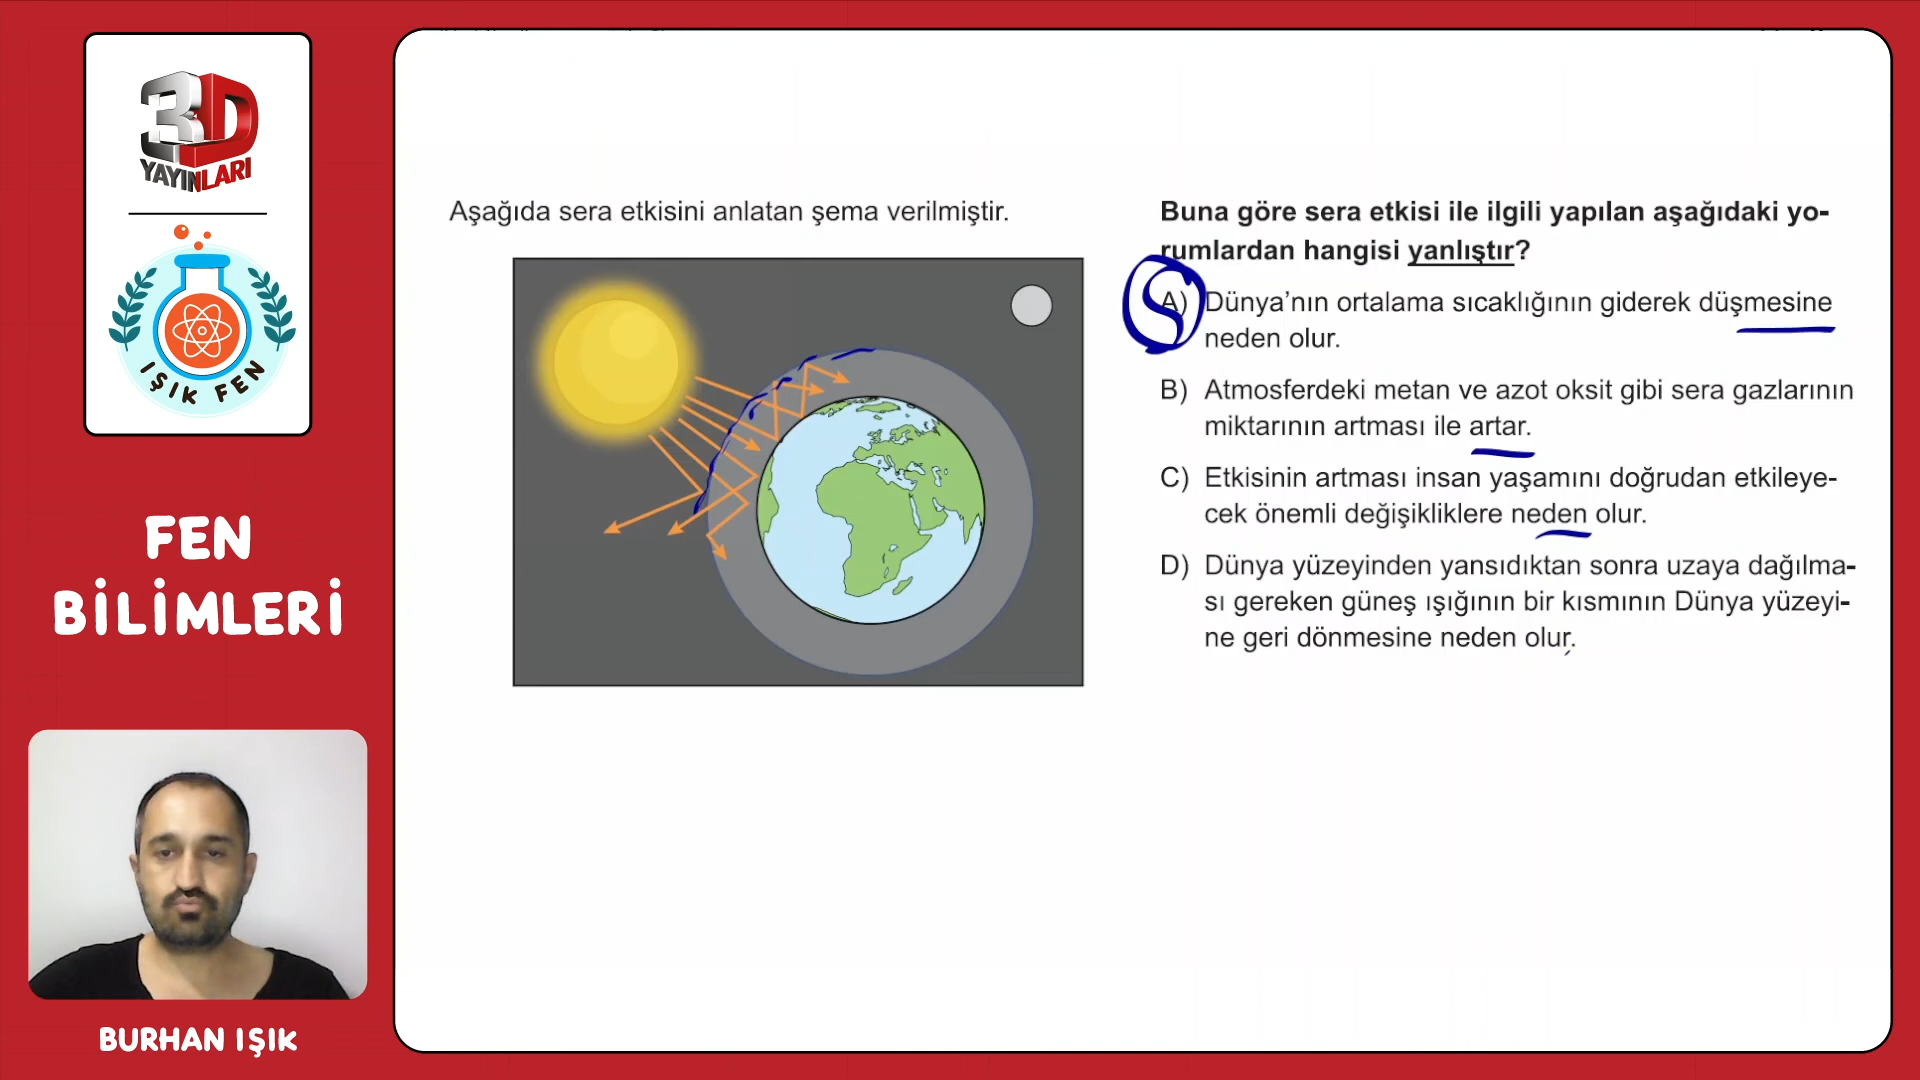 3D
YAYINLARI
IŞIK FEN
FEN
BİLİMLERİ
BURHAN IŞIK
Aşağıda sera etkisini anlatan şema verilmiştir.
Buna göre sera etkisi ile ilgili yapılan aşağıdaki yo-
rumlardan hangisi yanlıştır?
A) Dünya’nın ortalama sıcaklığının giderek düşmesine
neden olur.
B) Atmosferdeki metan ve azot oksit gibi sera gazlarının
miktarının artması ile artar.
C) Etkisinin artması insan yaşamını doğrudan etkileye-
cek önemli değişikliklere neden olur.
D) Dünya yüzeyinden yansıdıktan sonra uzaya dağılma-
sı gereken güneş ışığının bir kısmının Dünya yüzeyi-
ne geri dönmesine neden olur.